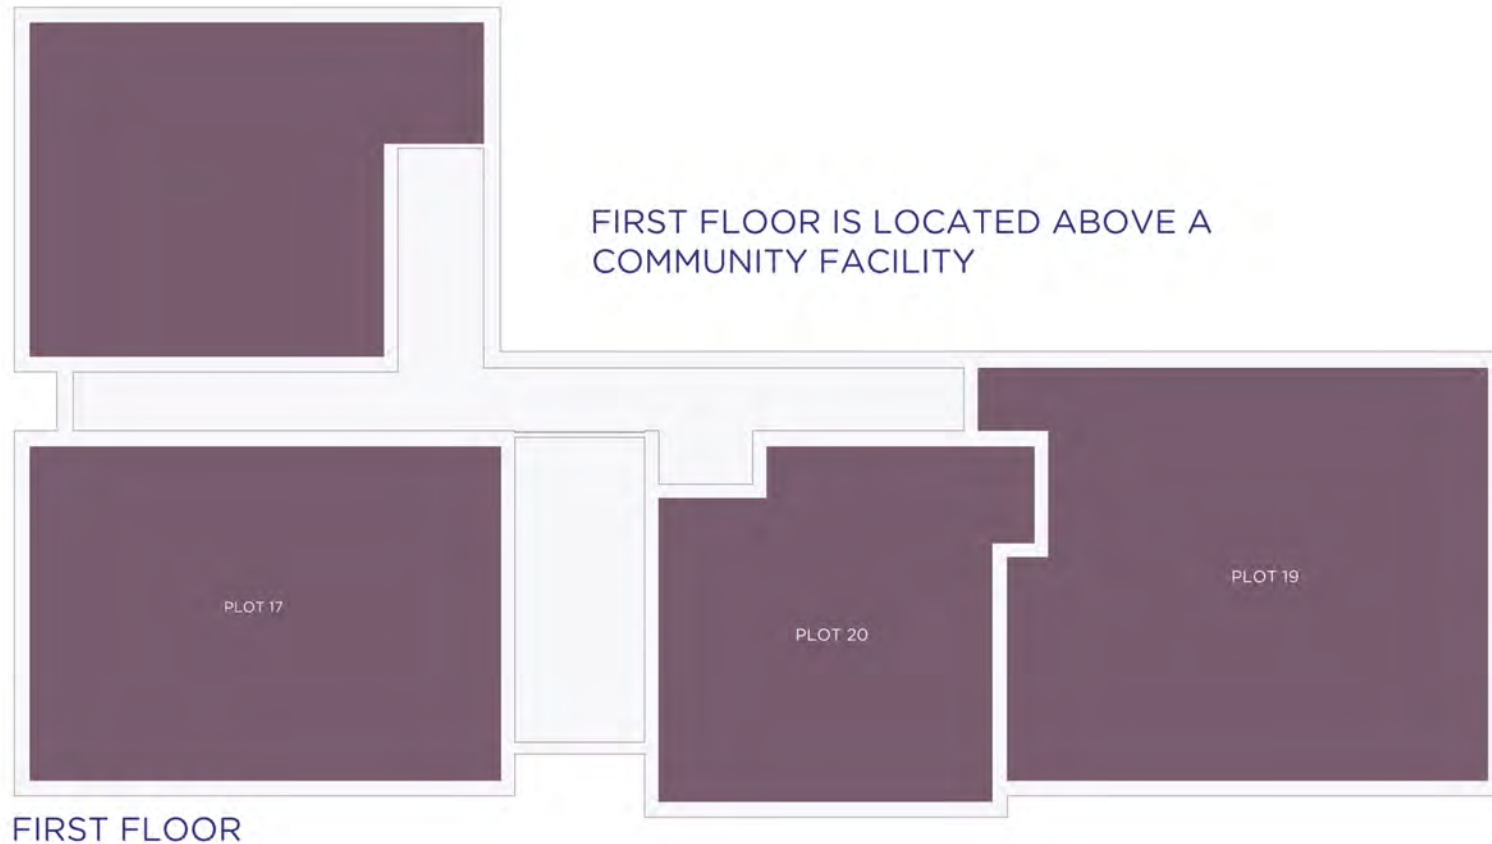 FIRST FLOOR IS LOCATED ABOVE A
COMMUNITY FACILITY
PLOT 19
PLOT 17
PLOT 20
FIRST FLOOR